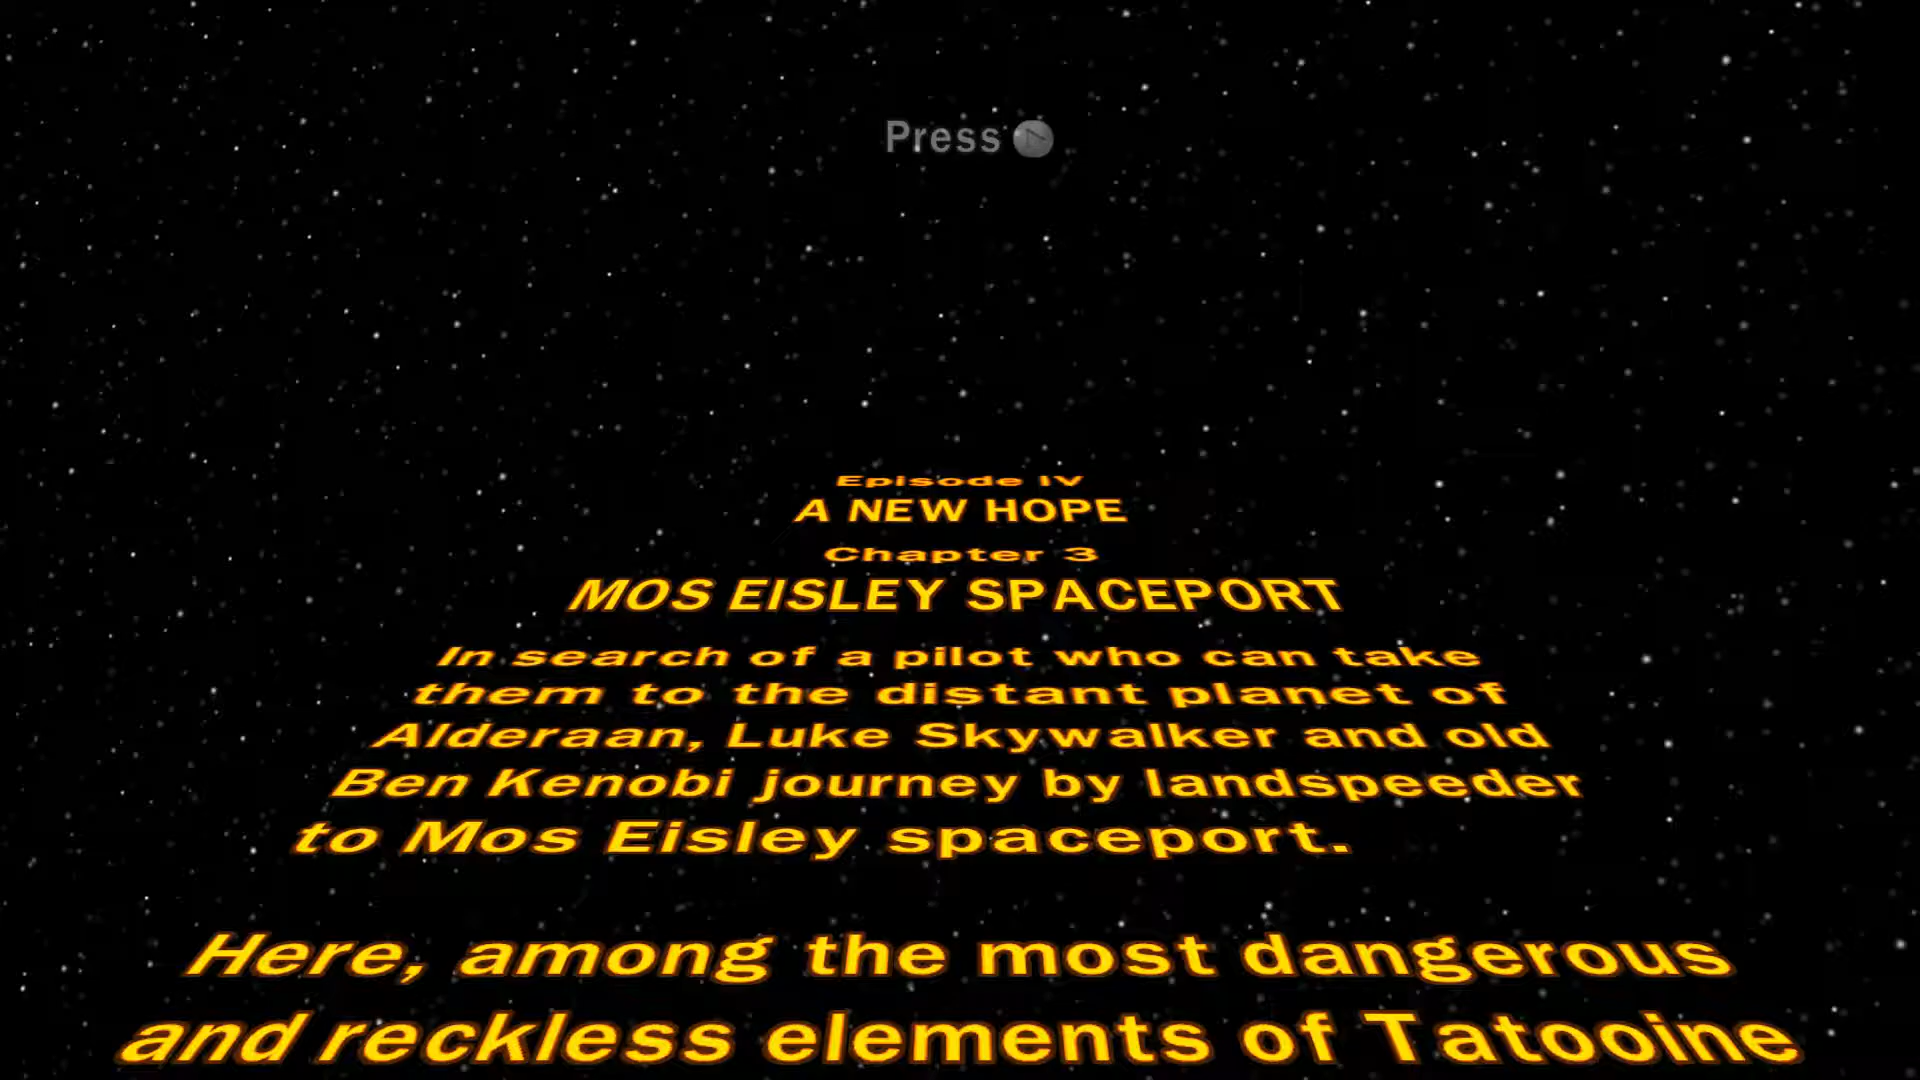 Press
Episode IV
A NEW HOPE
Chapter 3
MOS EISLEY SPACEPORT
In search of a pilot who can take
them to the distant planet of
Alderaan, Luke Skywalker and old
Ben Kenobi journey by landspeeder
to Mos Eisley spaceport.
Here, among the most dangerous
and reckless elements of Tatooine